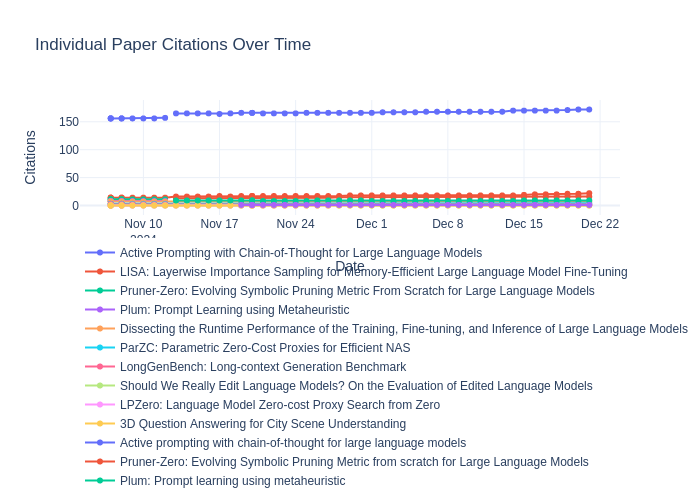 Individual Paper Citations Over Time
Citations
150
100
50
0
Nov 10
2024
Nov 17
Nov 24
Dec 1
Dec 8
Dec 15
Dec 22
Date
Active Prompting with Chain-of-Thought for Large Language Models
LISA: Layerwise Importance Sampling for Memory-Efficient Large Language Model Fine-Tuning
Pruner-Zero: Evolving Symbolic Pruning Metric From Scratch for Large Language Models
Plum: Prompt Learning using Metaheuristic
Dissecting the Runtime Performance of the Training, Fine-tuning, and Inference of Large Language Models
ParZC: Parametric Zero-Cost Proxies for Efficient NAS
LongGenBench: Long-context Generation Benchmark
Should We Really Edit Language Models? On the Evaluation of Edited Language Models
LPZero: Language Model Zero-cost Proxy Search from Zero
3D Question Answering for City Scene Understanding
Active prompting with chain-of-thought for large language models
Pruner-Zero: Evolving Symbolic Pruning Metric from scratch for Large Language Models
Plum: Prompt learning using metaheuristic